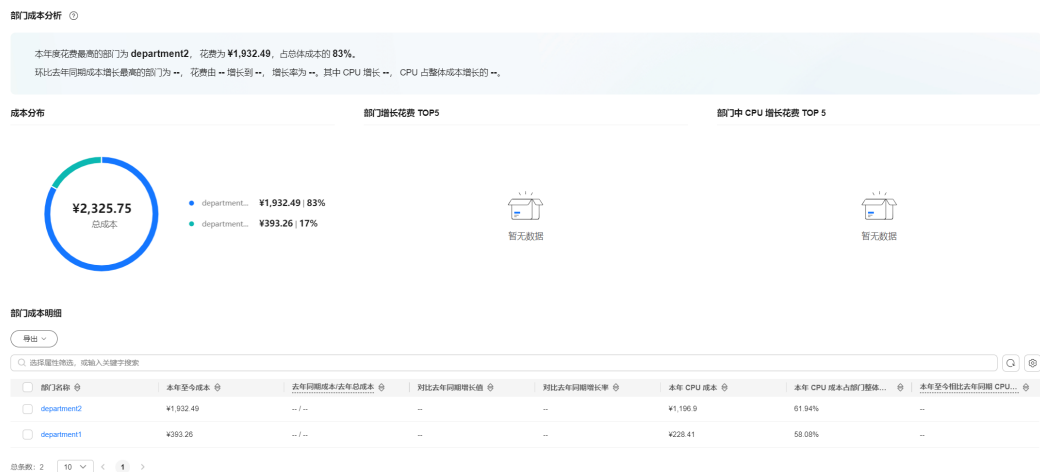 部门成本分析
本年度花费最高的部门为 department2， 花费为 ¥1,932.49，占总体成本的 83%。
环比去年同期成本增长最高的部门为 --， 花费由 -- 增长到 --， 增长率为 --。其中 CPU 增长 --， CPU 占整体成本增长的 --。
成本分布
部门增长花费 TOP5
部门中 CPU 增长花费 TOP 5
¥2,325.75
总成本
department... ¥1,932.49 | 83%
department... ¥393.26 | 17%
暂无数据
暂无数据
部门成本明细
导出
选择属性筛选，或输入关键字搜索
部门名称 本年至今成本 去年同期成本/去年总成本 对比去年同期增长值 对比去年同期增长率 本年 CPU 成本 本年 CPU 成本占部门整体... 本年至今相比去年同期 CPU...
department2 ¥1,932.49 -- / -- -- -- ¥1,196.9 61.94% --
department1 ¥393.26 -- / -- -- -- ¥228.41 58.08% --
总条数：2 10 < 1 >